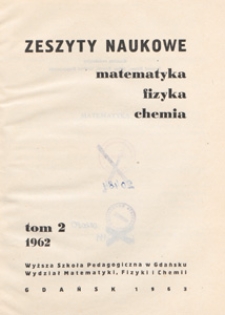 ZESZYTY NAUKOWE
matematyka
fizyka
chemia
tom 2
1962
Wyższa Szkoła Pedagogiczna w Gdańsku
Wydział Matematyki, Fizyki i Chemii
GDAŃSK 1962